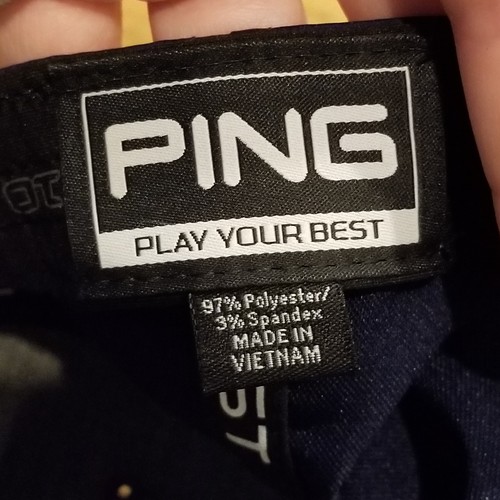 PING
PLAY YOUR BEST
97% Polyester/
3% Spandex
MADE IN
VIETNAM